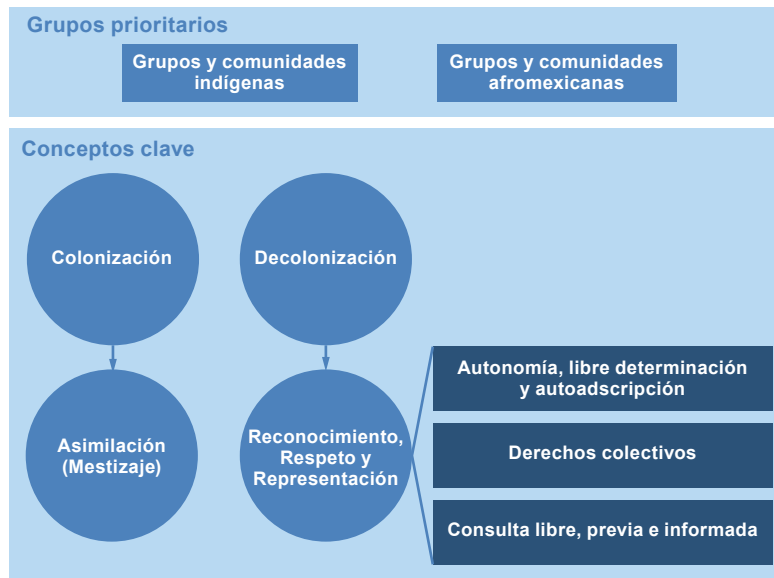 Grupos prioritarios
Grupos y comunidades
indígenas
Grupos y comunidades
afromexicanas
Conceptos clave
Colonización
Decolonización
Asimilación
(Mestizaje)
Reconocimiento,
Respeto y
Representación
Autonomía, libre determinación
y autoadscripción
Derechos colectivos
Consulta libre, previa e informada